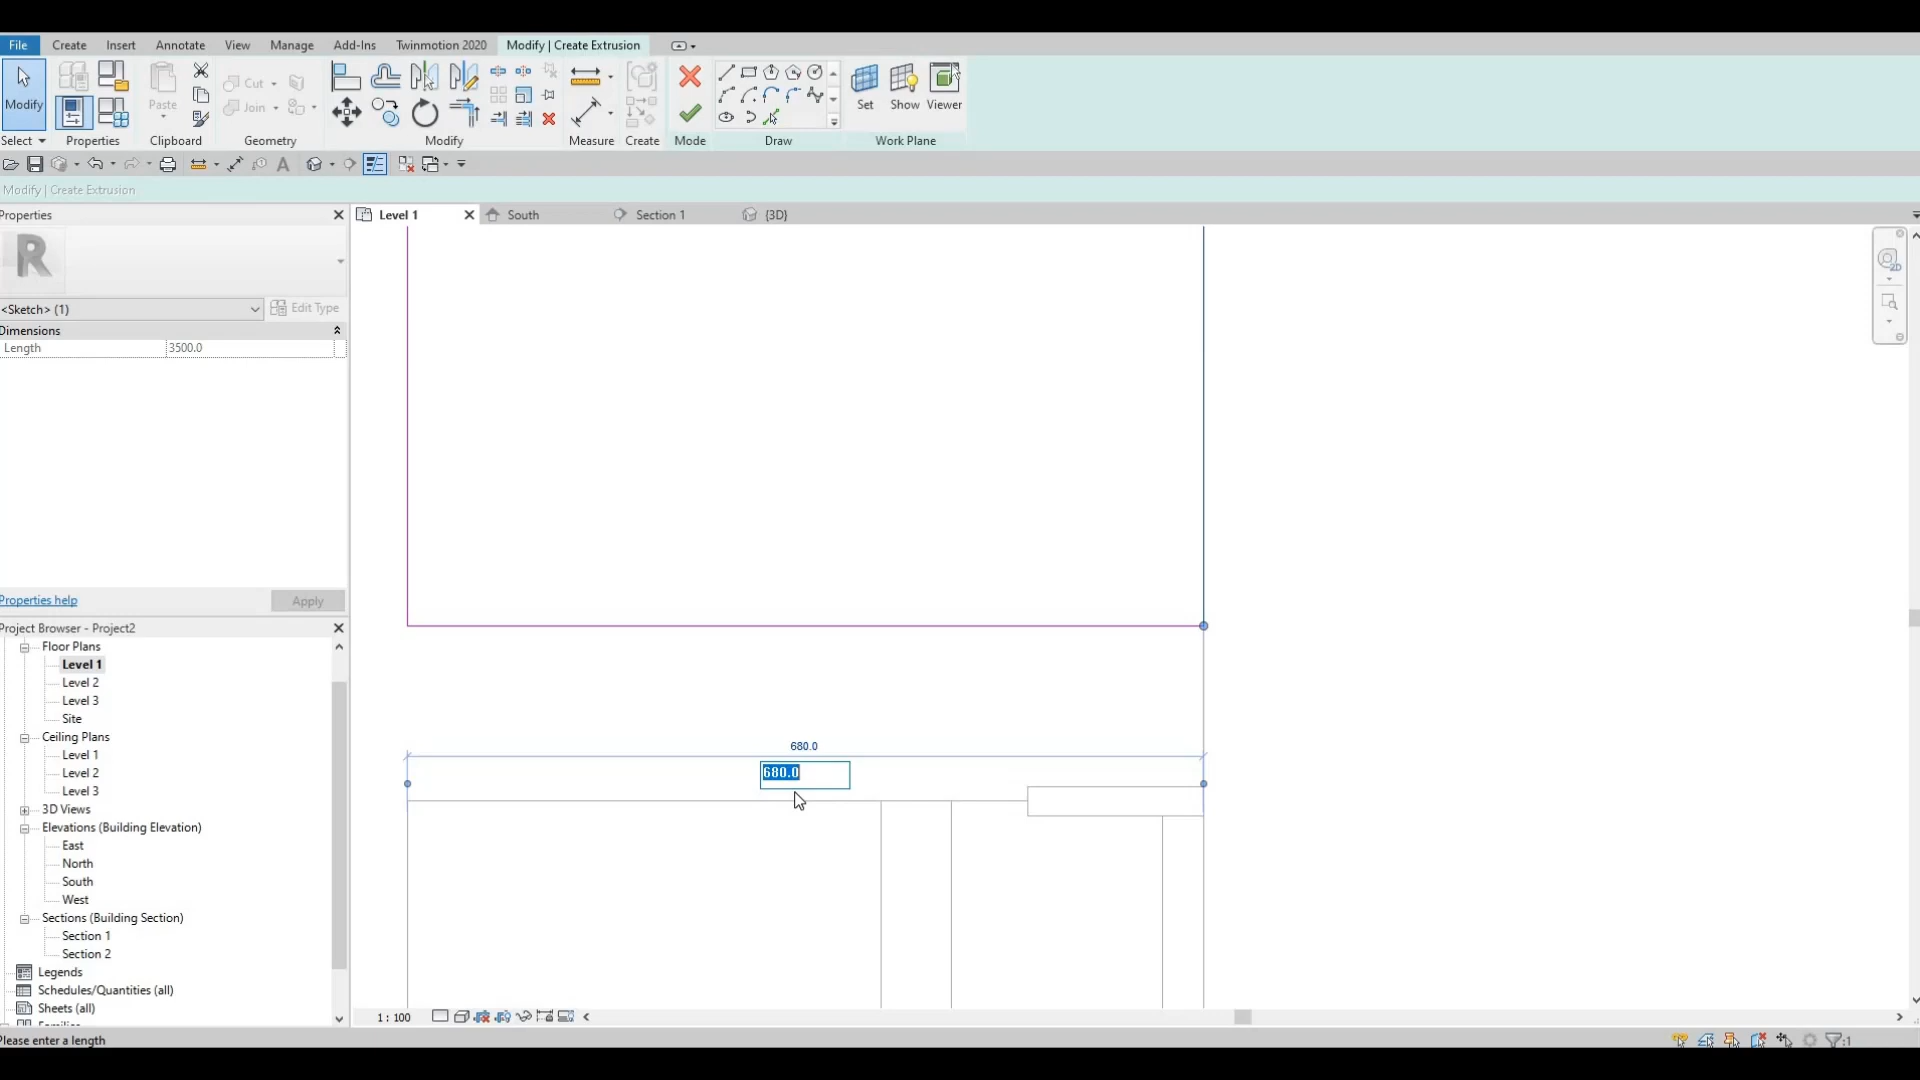 File Create Insert Annotate View Manage Add-Ins Twinmotion 2020 Modify | Create Extrusion
Modify Paste Cut Join Set Show Viewer
Select Properties Clipboard Geometry Modify Measure Create Mode Draw Work Plane
Modify | Create Extrusion
Properties
Level 1 South Section 1 {3D}
R
<Sketch> (1) Edit Type
Dimensions
Length 3500.0
Properties help Apply
Project Browser - Project2
Floor Plans
Level 1
Level 2
Level 3
Site
Ceiling Plans
Level 1
Level 2
Level 3
3D Views
Elevations (Building Elevation)
East
North
South
West
Sections (Building Section)
Section 1
Section 2
Legends
Schedules/Quantities (all)
Sheets (all)
2D
680.0
680.0
1 : 100
Please enter a length
:1